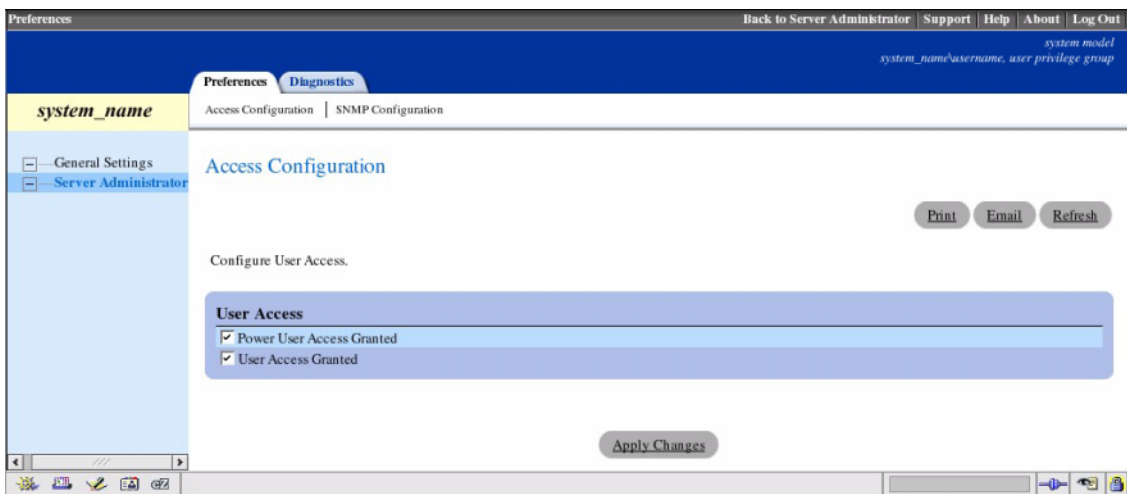 Preferences
Back to Server Administrator | Support | Help | About | Log Out
system model
system_name\username, user privilege group
Preferences Diagnostics
system_name
Access Configuration | SNMP Configuration
General Settings
Server Administrator
Access Configuration
Print Email Refresh
Configure User Access.
User Access
Power User Access Granted
User Access Granted
Apply Changes